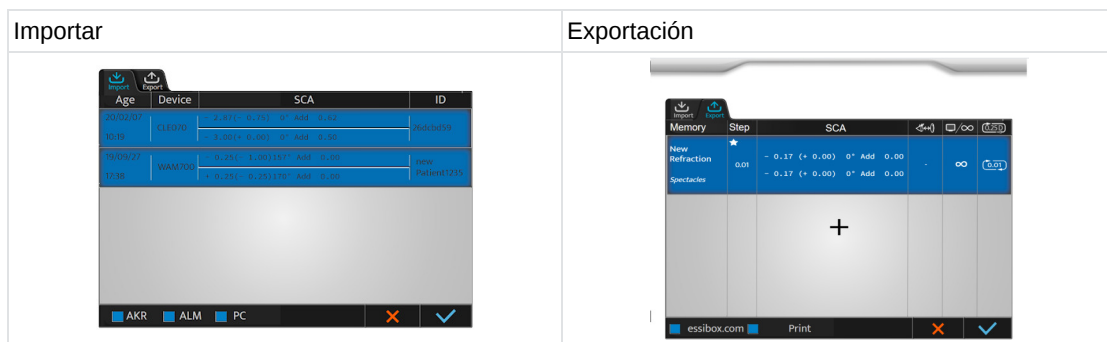 Importar
Exportación
Import Export
Age Device SCA ID
20/02/07
10:19
CLE070
- 2.87(- 0.75) 0° Add 0.62
- 3.00(+ 0.00) 0° Add 0.50
19/09/27
17:38
WAM700
- 0.25(- 1.00)157° Add 0.00
+ 0.25(- 0.25)170° Add 0.00
new
Patient1235
AKR ALM PC
Import Export
Memory Step SCA
New
Refraction
Spectacles
0.01
- 0.17 (+ 0.00) 0° Add 0.00
- 0.17 (+ 0.00) 0° Add 0.00
-
∞
0.01
essibox.com Print